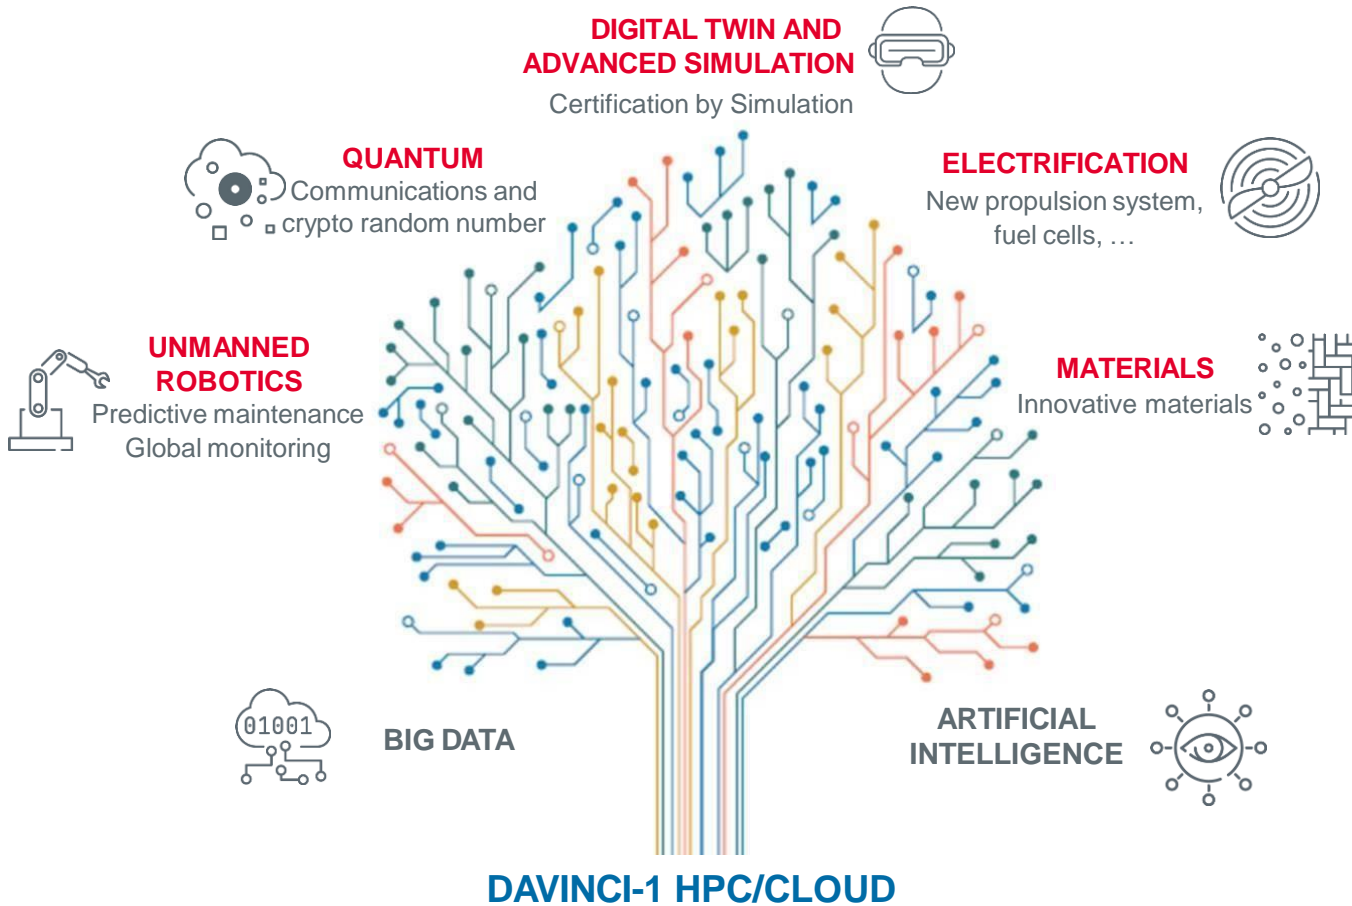 DIGITAL TWIN AND
ADVANCED SIMULATION
Certification by Simulation
QUANTUM
Communications and
crypto random number
ELECTRIFICATION
New propulsion system,
fuel cells, …
UNMANNED
ROBOTICS
Predictive maintenance
Global monitoring
MATERIALS
Innovative materials
01001
BIG DATA
ARTIFICIAL
INTELLIGENCE
DAVINCI-1 HPC/CLOUD